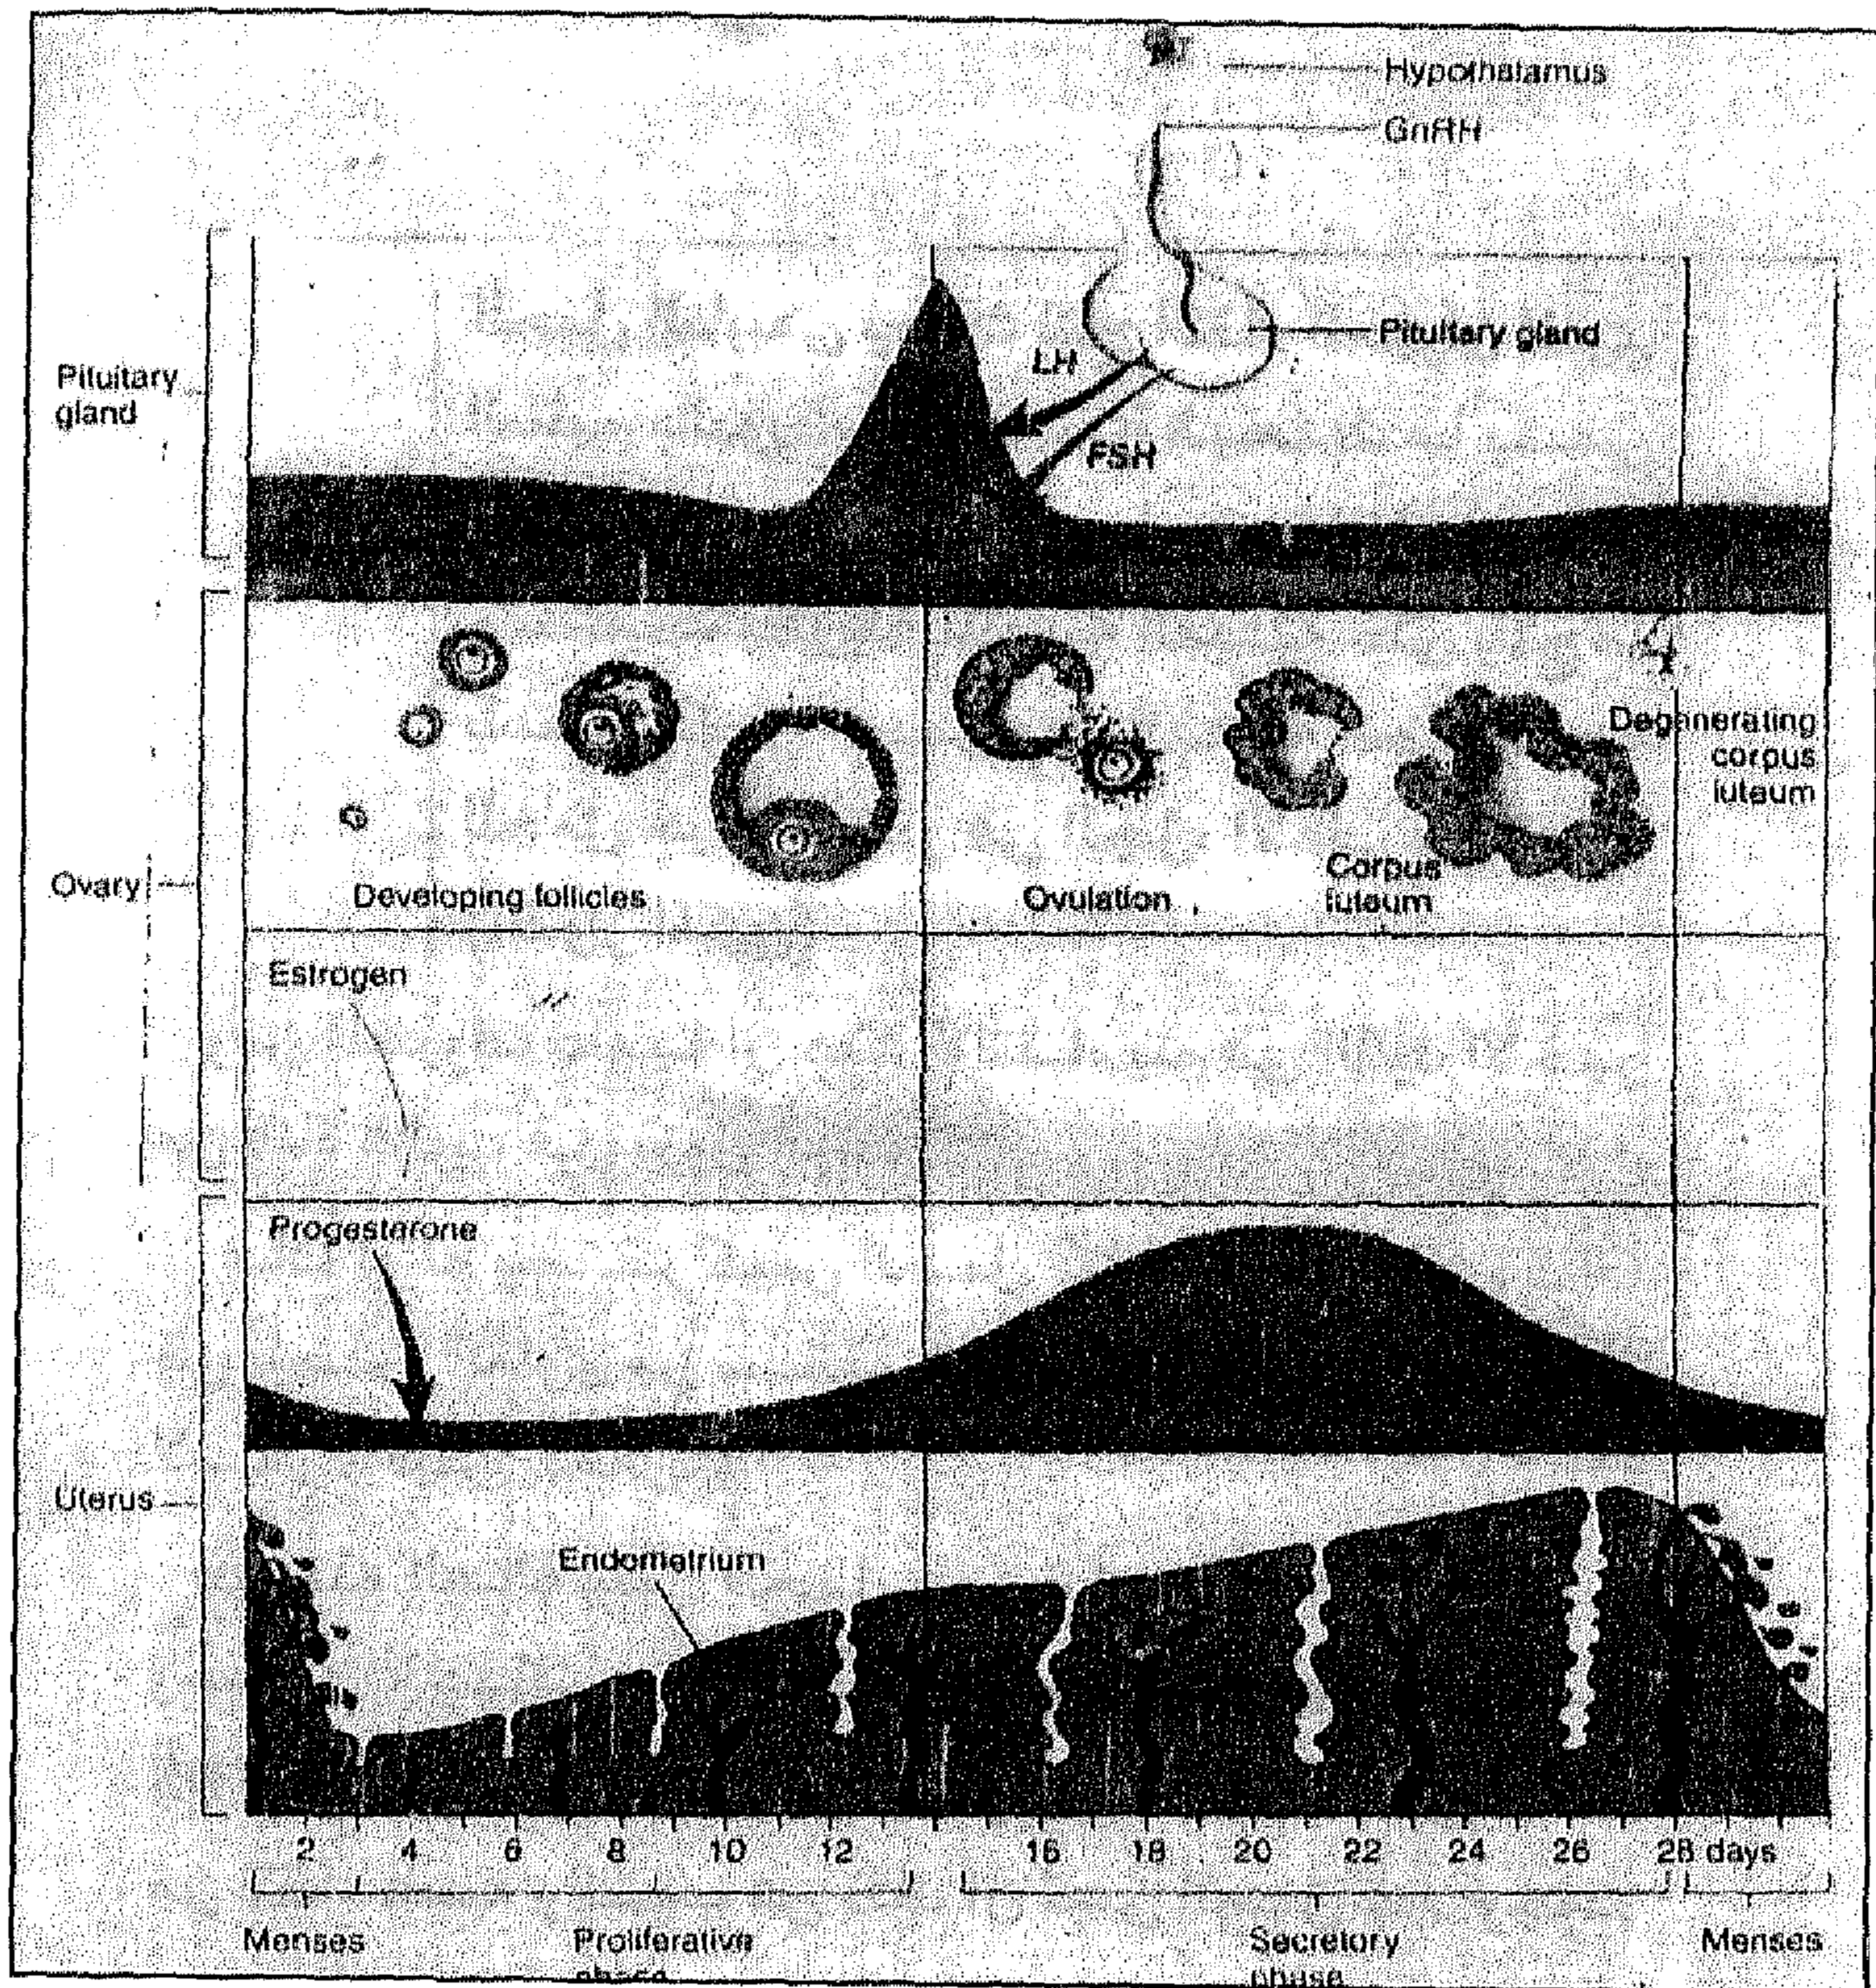 Hypothalamus
GnRH
Pituitary gland
LH
FSH
Pituitary
gland
Ovary
Developing follicles
Ovulation
Corpus
luteum
Degenerating
corpus
luteum
Estrogen
Progesterone
Uterus
Endometrium
2 4 6 8 10 12 16 18 20 22 24 26 28 days
Menses
Proliferative
phase
Secretory
phase
Menses